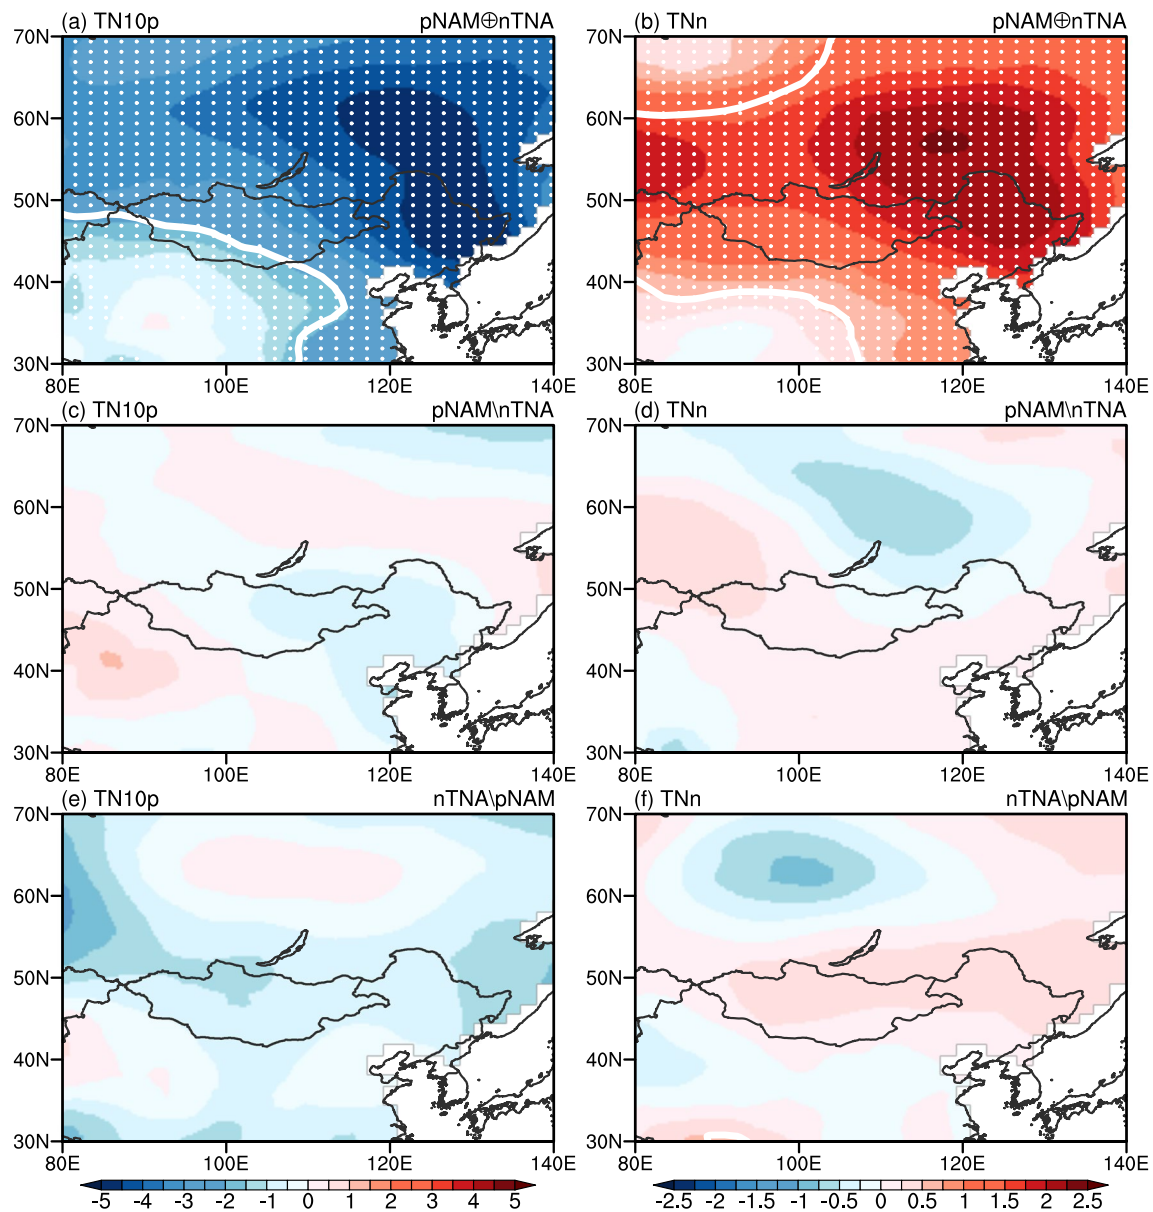 (a) TN10p pNAM⊕nTNA
70N
60N
50N
40N
30N
80E 100E 120E 140E
(b) TNn pNAM⊕nTNA
70N
60N
50N
40N
30N
80E 100E 120E 140E
(c) TN10p pNAM\nTNA
70N
60N
50N
40N
30N
80E 100E 120E 140E
(d) TNn pNAM\nTNA
70N
60N
50N
40N
30N
80E 100E 120E 140E
(e) TN10p nTNA\pNAM
70N
60N
50N
40N
30N
80E 100E 120E 140E
(f) TNn nTNA\pNAM
70N
60N
50N
40N
30N
80E 100E 120E 140E
-5 -4 -3 -2 -1 0 1 2 3 4 5
-2.5 -2 -1.5 -1 -0.5 0 0.5 1 1.5 2 2.5